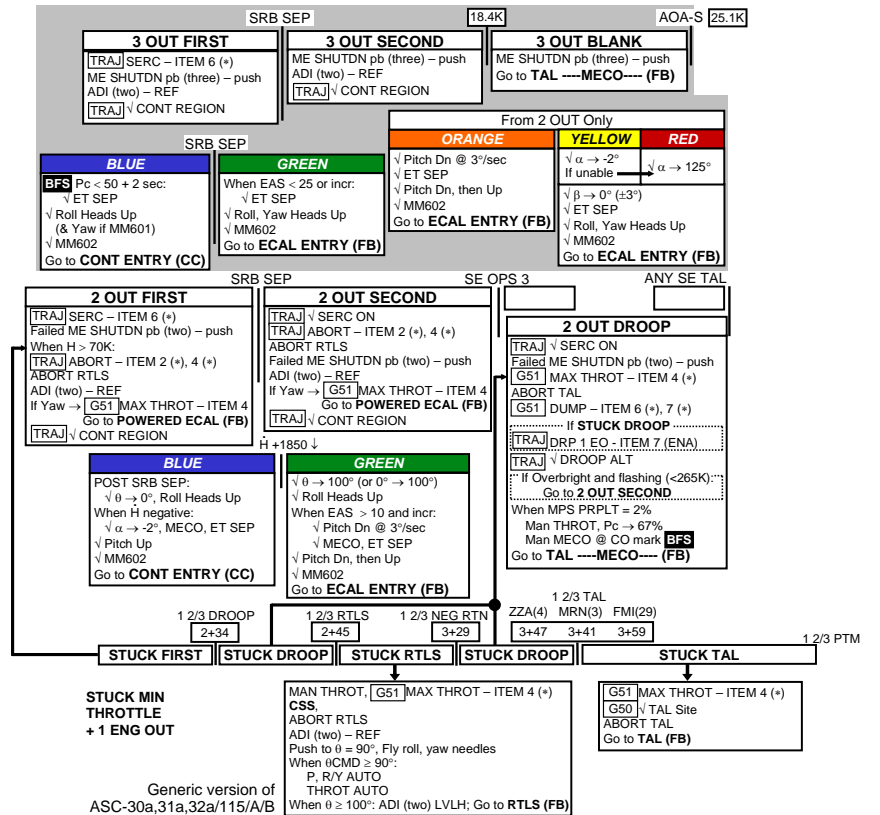 SRB SEP
18.4K
AOA-S 25.1K
3 OUT FIRST
TRAJ SERC – ITEM 6 (*)
ME SHUTDN pb (three) – push
ADI (two) – REF
TRAJ √ CONT REGION
3 OUT SECOND
ME SHUTDN pb (three) – push
ADI (two) – REF
TRAJ √ CONT REGION
3 OUT BLANK
ME SHUTDN pb (three) – push
Go to TAL ----MECO---- (FB)
SRB SEP
BLUE
BFS Pc < 50 + 2 sec:
√ ET SEP
√ Roll Heads Up
(& Yaw if MM601)
√ MM602
Go to CONT ENTRY (CC)
GREEN
When EAS < 25 or incr:
√ ET SEP
√ Roll, Yaw Heads Up
√ MM602
Go to ECAL ENTRY (FB)
From 2 OUT Only
ORANGE
√ Pitch Dn @ 3°/sec
√ ET SEP
√ Pitch Dn, then Up
√ MM602
Go to ECAL ENTRY (FB)
YELLOW
RED
√ α → -2°
If unable
√ α → 125°
√ β → 0° (±3°)
√ ET SEP
√ Roll, Yaw Heads Up
√ MM602
Go to ECAL ENTRY (FB)
SRB SEP
SE OPS 3
ANY SE TAL
2 OUT FIRST
TRAJ SERC – ITEM 6 (*)
Failed ME SHUTDN pb (two) – push
When H > 70K:
TRAJ ABORT – ITEM 2 (*), 4 (*)
ABORT RTLS
ADI (two) – REF
If Yaw → G51 MAX THROT – ITEM 4
Go to POWERED ECAL (FB)
TRAJ √ CONT REGION
2 OUT SECOND
TRAJ √ SERC ON
TRAJ ABORT – ITEM 2 (*), 4 (*)
ABORT RTLS
Failed ME SHUTDN pb (two) – push
ADI (two) – REF
If Yaw → G51 MAX THROT – ITEM 4
Go to POWERED ECAL (FB)
TRAJ √ CONT REGION
2 OUT DROOP
TRAJ √ SERC ON
Failed ME SHUTDN pb (two) – push
G51 MAX THROT – ITEM 4 (*)
ABORT TAL
G51 DUMP – ITEM 6 (*), 7 (*)
If STUCK DROOP
TRAJ DRP 1 EO - ITEM 7 (ENA)
TRAJ √ DROOP ALT
If Overbright and flashing (<265K):
Go to 2 OUT SECOND
When MPS PRPLT = 2%
Man THROT, Pc → 67%
Man MECO @ CO mark BFS
Go to TAL ----MECO---- (FB)
Ḣ +1850 ↓
BLUE
POST SRB SEP:
√ θ → 0°, Roll Heads Up
When Ḣ negative:
√ α → -2°, MECO, ET SEP
√ Pitch Up
√ MM602
Go to CONT ENTRY (CC)
GREEN
√ θ → 100° (or 0° → 100°)
√ Roll Heads Up
When EAS > 10 and incr:
√ Pitch Dn @ 3°/sec
√ MECO, ET SEP
√ Pitch Dn, then Up
√ MM602
Go to ECAL ENTRY (FB)
1 2/3 DROOP
2+34
1 2/3 RTLS
2+45
1 2/3 NEG RTN
3+29
1 2/3 TAL
ZZA(4) MRN(3) FMI(29)
3+47 3+41 3+59
1 2/3 PTM
STUCK FIRST
STUCK DROOP
STUCK RTLS
STUCK DROOP
STUCK TAL
STUCK MIN
THROTTLE
+ 1 ENG OUT
MAN THROT, G51 MAX THROT – ITEM 4 (*)
CSS,
ABORT RTLS
ADI (two) – REF
Push to θ = 90°, Fly roll, yaw needles
When θCMD ≥ 90°:
P, R/Y AUTO
THROT AUTO
When θ ≥ 100°: ADI (two) LVLH; Go to RTLS (FB)
G51 MAX THROT – ITEM 4 (*)
G50 √ TAL Site
ABORT TAL
Go to TAL (FB)
Generic version of
ASC-30a,31a,32a/115/A/B